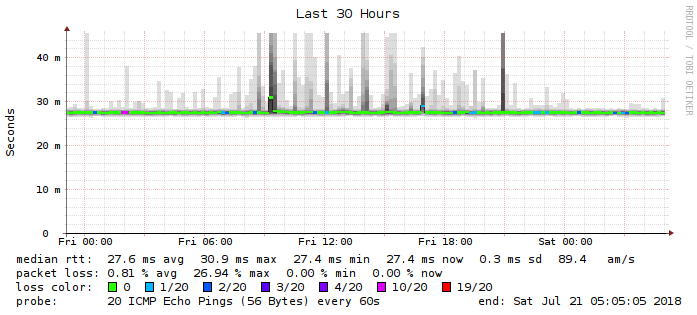 Last 30 Hours
RRDTOOL / TOBI OETIKER
Seconds
40 m
30 m
20 m
10 m
0
Fri 00:00 Fri 06:00 Fri 12:00 Fri 18:00 Sat 00:00
median rtt: 27.6 ms avg 30.9 ms max 27.4 ms min 27.4 ms now 0.3 ms sd 89.4 am/s
packet loss: 0.81 % avg 26.94 % max 0.00 % min 0.00 % now
loss color: 0 1/20 2/20 3/20 4/20 10/20 19/20
probe: 20 ICMP Echo Pings (56 Bytes) every 60s end: Sat Jul 21 05:05:05 2018